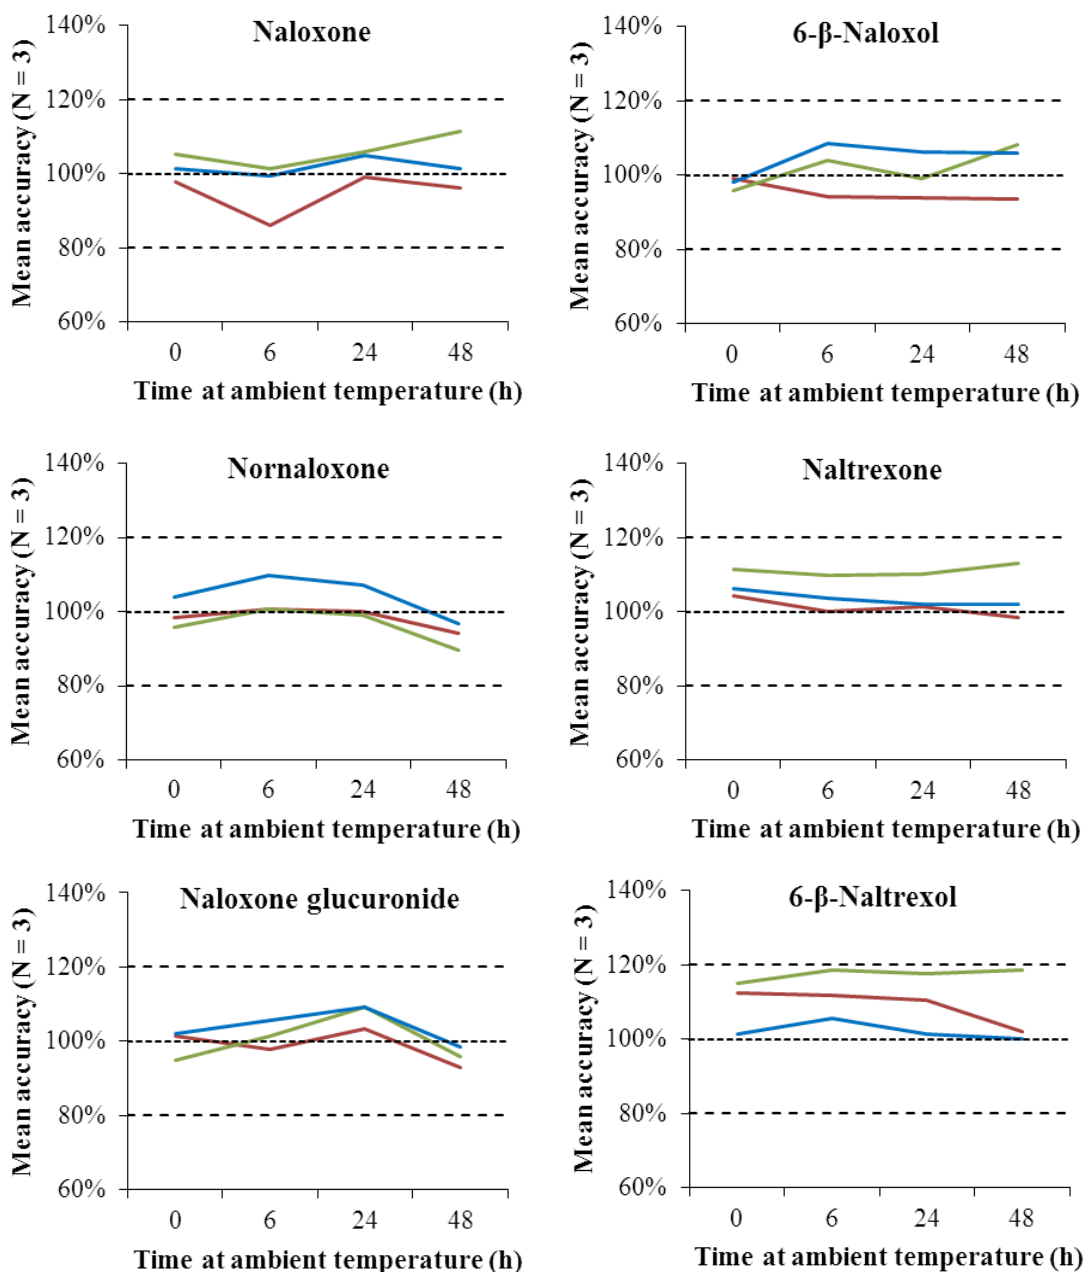 Naloxone
Mean accuracy (N = 3)
140%
120%
100%
80%
60%
0 6 24 48
Time at ambient temperature (h)
6-β-Naloxol
Mean accuracy (N = 3)
140%
120%
100%
80%
60%
0 6 24 48
Time at ambient temperature (h)
Nornaloxone
Mean accuracy (N = 3)
140%
120%
100%
80%
60%
0 6 24 48
Time at ambient temperature (h)
Naltrexone
Mean accuracy (N = 3)
140%
120%
100%
80%
60%
0 6 24 48
Time at ambient temperature (h)
Naloxone glucuronide
Mean accuracy (N = 3)
140%
120%
100%
80%
60%
0 6 24 48
Time at ambient temperature (h)
6-β-Naltrexol
Mean accuracy (N = 3)
140%
120%
100%
80%
60%
0 6 24 48
Time at ambient temperature (h)